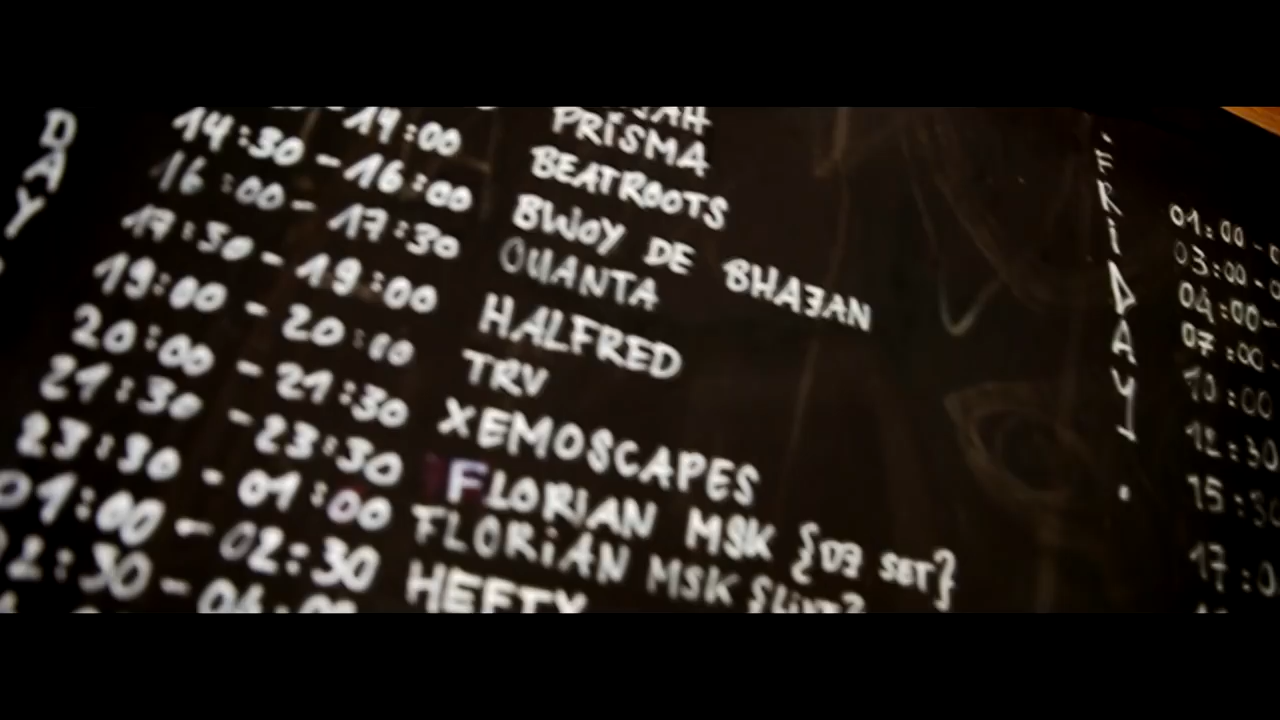 DAY
PRiSMA
BEATROOTS
14:30 - 16:00 BWOY DE BHAJAN
16:00 - 17:30 QUANTA
17:30 - 19:00 HALFRED
19:00 - 20:00 TRV
20:00 - 21:30 XEMOSCAPES
21:30 - 23:30 FLORIAN MSK {DJ SET}
23:30 - 01:00 FLORiAN MSK
01:00 - 02:30 HEFTY
2:30 -
·FRiDAY·
01:00 -
03:00 -
04:00 -
07:00 -
10:00
12:30
15:30
17:0